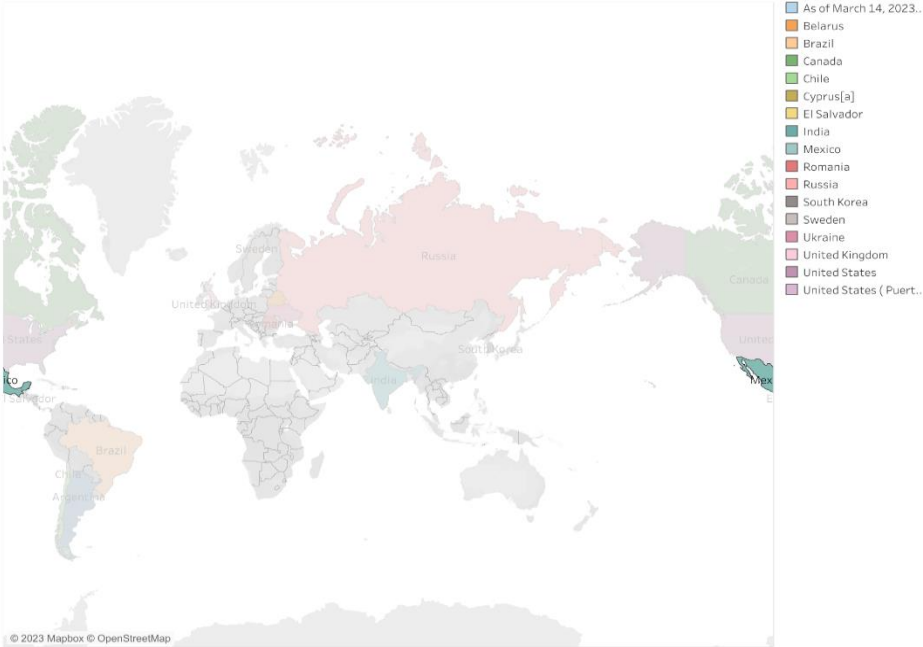 As of March 14, 2023..
Belarus
Brazil
Canada
Chile
Cyprus[a]
El Salvador
India
Mexico
Romania
Russia
South Korea
Sweden
Ukraine
United Kingdom
United States
United States ( Puert..
Sweden
Russia
Canada
United Kingdom
States
United
South Korea
India
ico
Mex
Brazil
Chile
Argentina
© 2023 Mapbox © OpenStreetMap